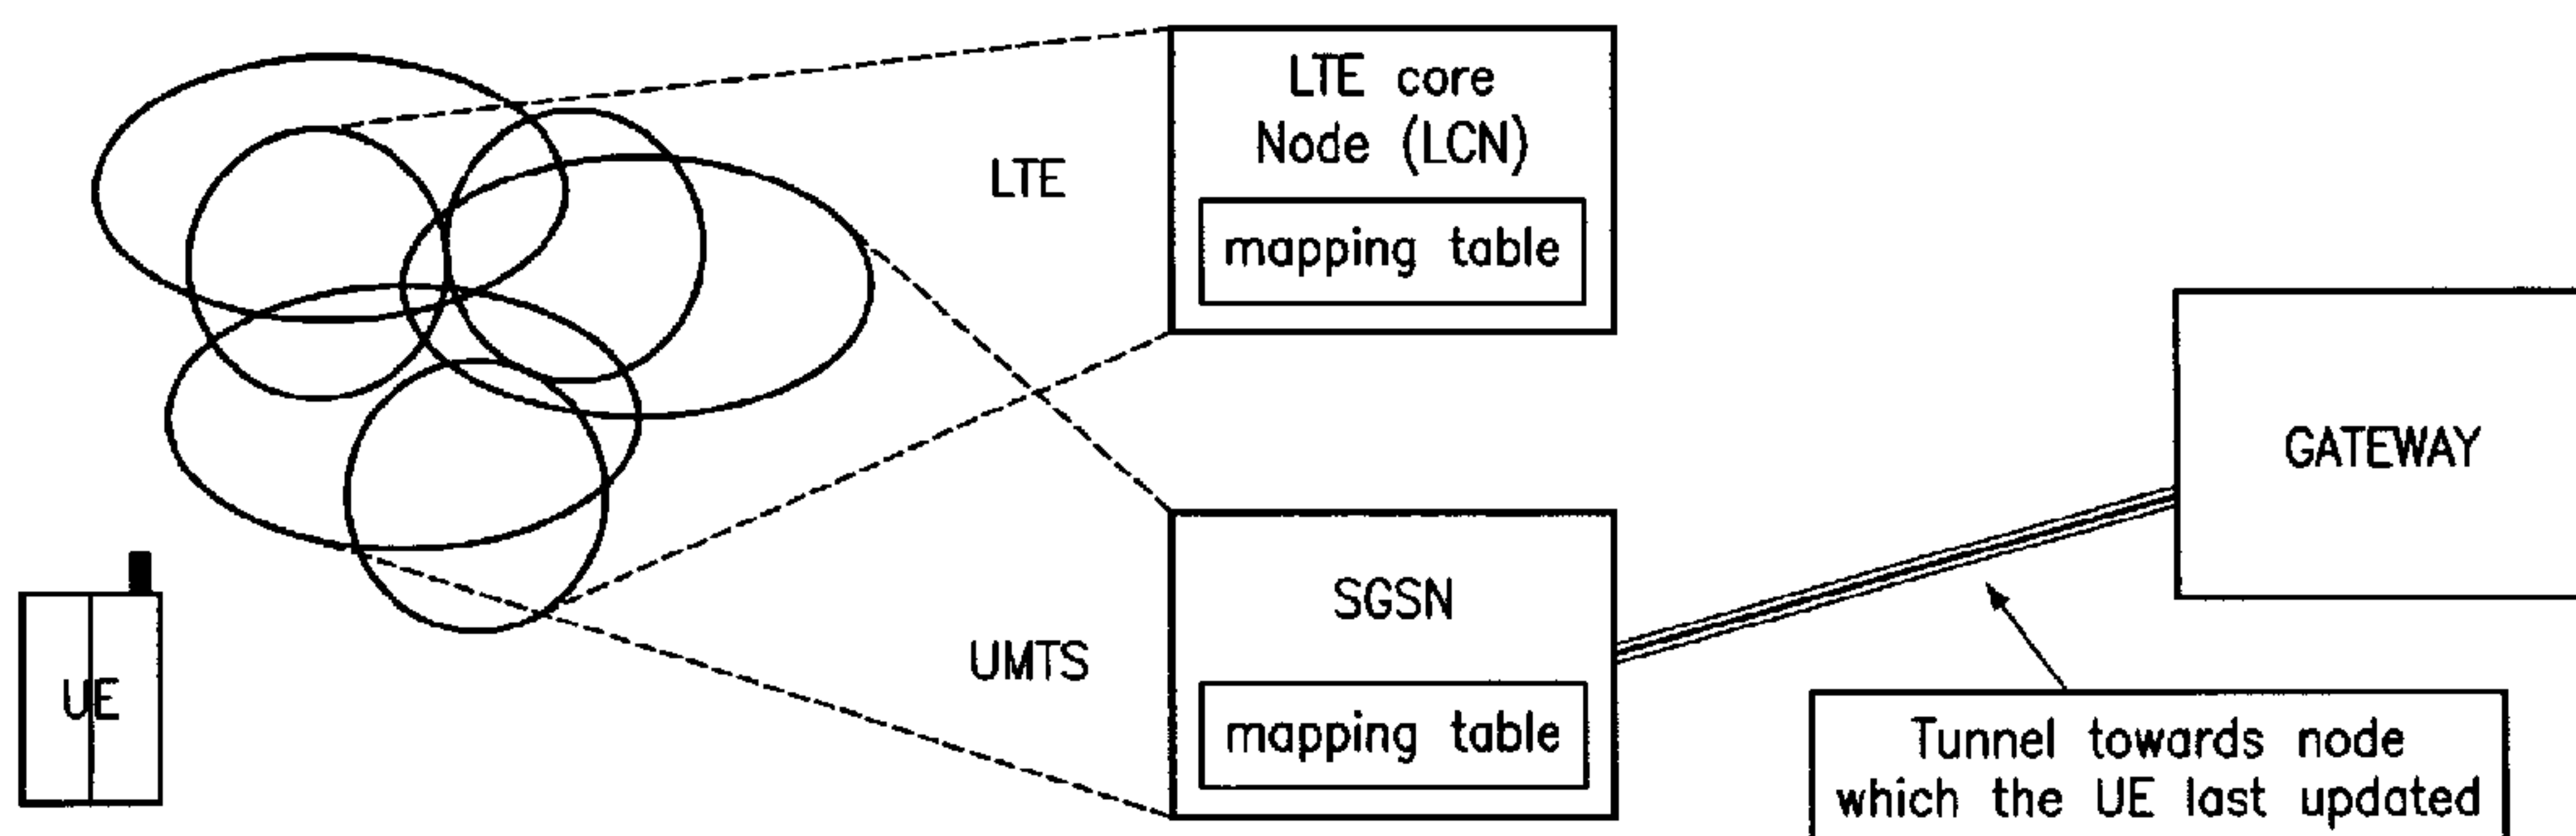 LTE core
Node (LCN)
mapping table
LTE
GATEWAY
SGSN
mapping table
UMTS
UE
Tunnel towards node
which the UE last updated